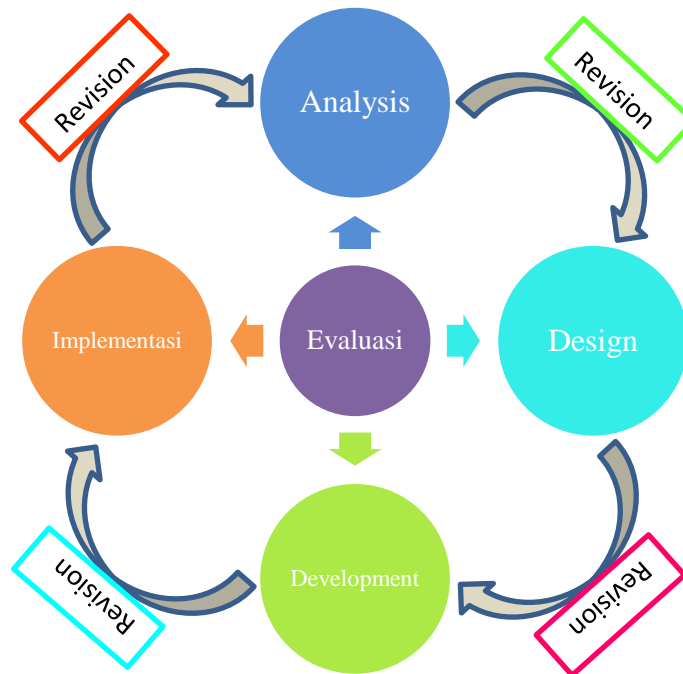 Revision
Analysis
Revision
Implementasi
Evaluasi
Design
Revision
Development
Revision